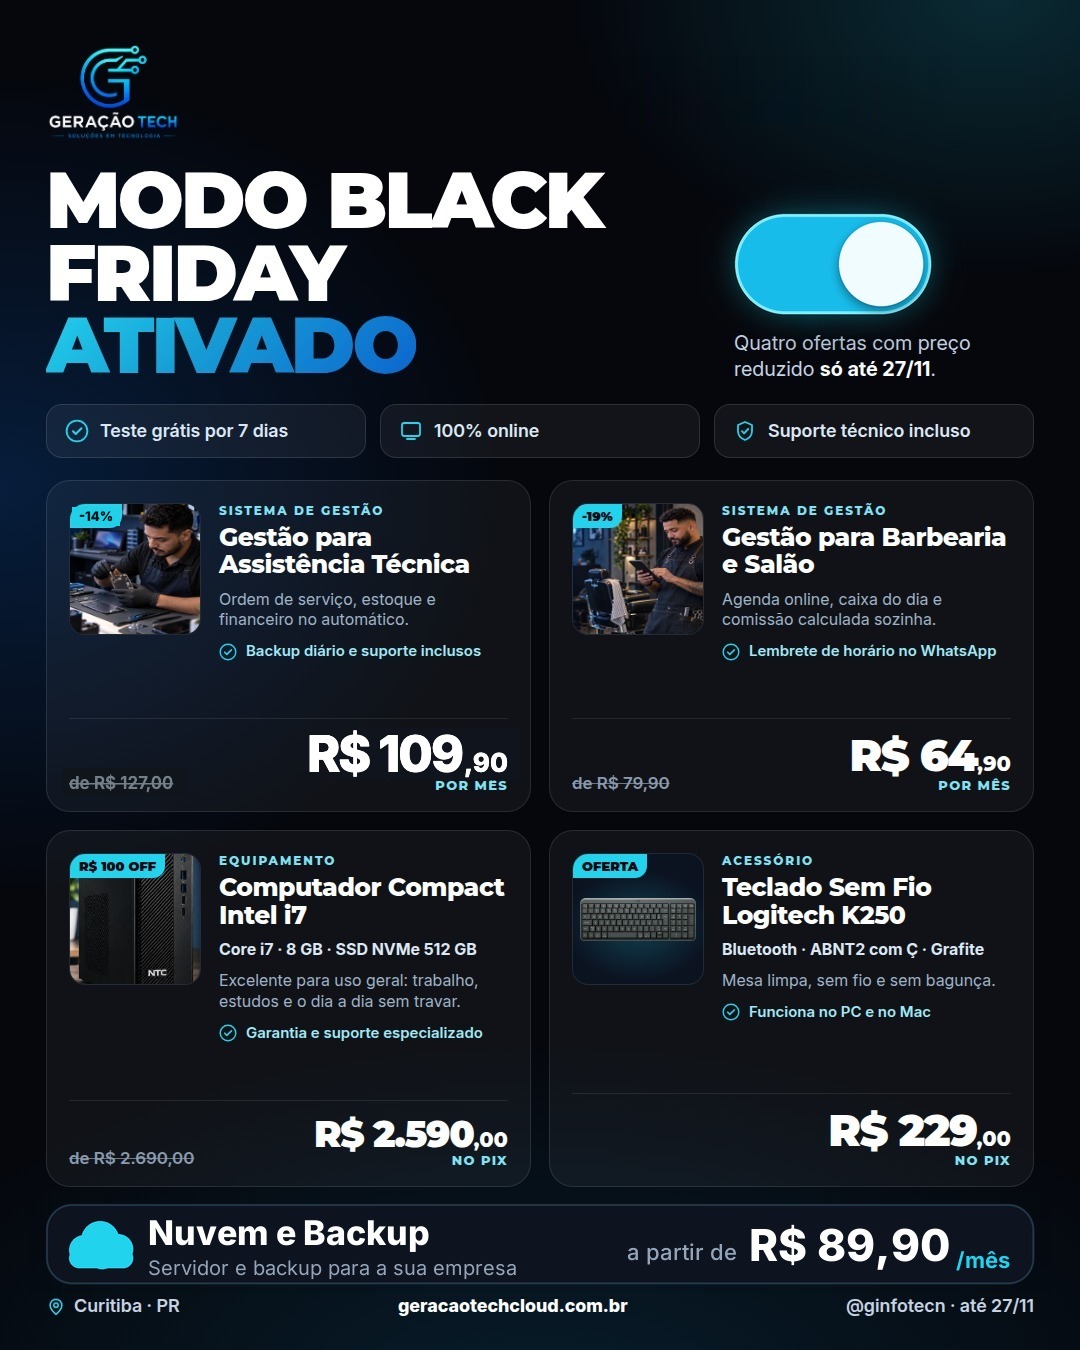 GERAÇÃO TECH
SOLUÇÕES EM TECNOLOGIA
MODO BLACK
FRIDAY
ATIVADO
Quatro ofertas com preço
reduzido só até 27/11.
Teste grátis por 7 dias
100% online
Suporte técnico incluso
-14%
SISTEMA DE GESTÃO
Gestão para
Assistência Técnica
Ordem de serviço, estoque e
financeiro no automático.
Backup diário e suporte inclusos
de R$ 127,00
R$ 109,90
POR MES
-19%
SISTEMA DE GESTÃO
Gestão para Barbearia
e Salão
Agenda online, caixa do dia e
comissão calculada sozinha.
Lembrete de horário no WhatsApp
de R$ 79,90
R$ 64,90
POR MÊS
R$ 100 OFF
NTC
EQUIPAMENTO
Computador Compact
Intel i7
Core i7 · 8 GB · SSD NVMe 512 GB
Excelente para uso geral: trabalho,
estudos e o dia a dia sem travar.
Garantia e suporte especializado
de R$ 2.690,00
R$ 2.590,00
NO PIX
OFERTA
ACESSÓRIO
Teclado Sem Fio
Logitech K250
Bluetooth · ABNT2 com Ç · Grafite
Mesa limpa, sem fio e sem bagunça.
Funciona no PC e no Mac
R$ 229,00
NO PIX
Nuvem e Backup
Servidor e backup para a sua empresa
a partir de R$ 89,90 /mês
Curitiba · PR
geracaotechcloud.com.br
@ginfotecn · até 27/11